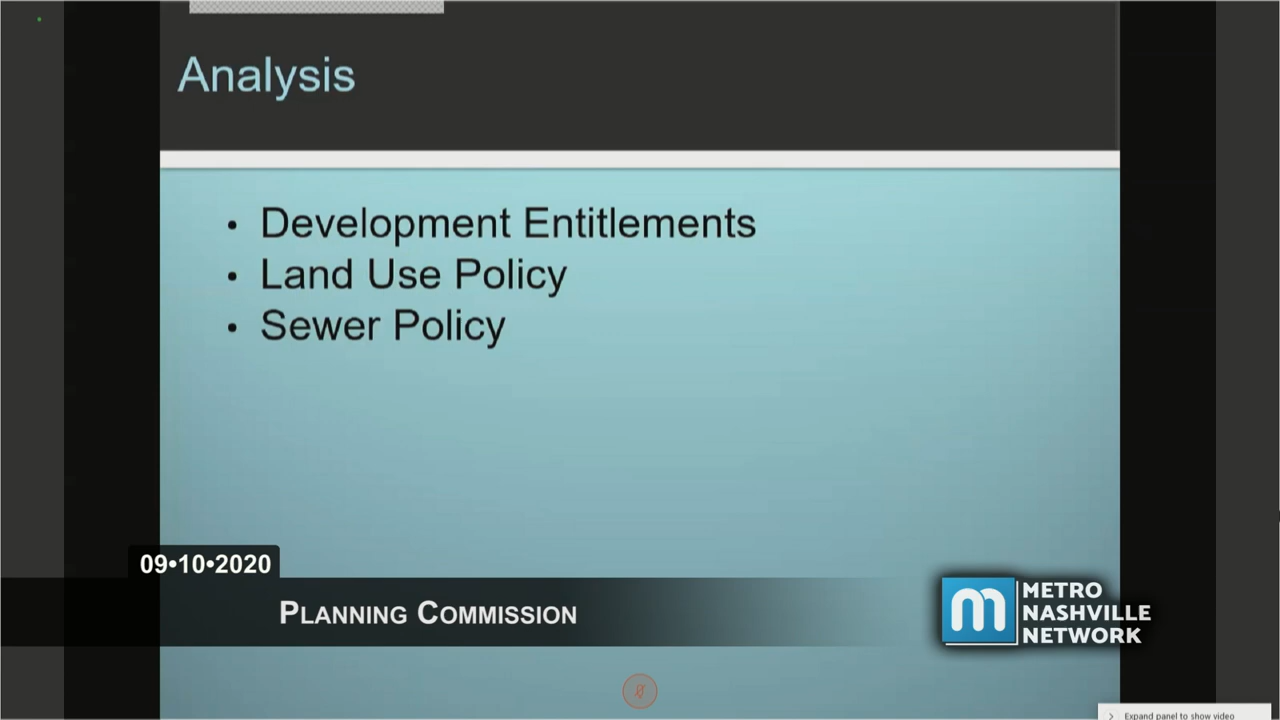 Analysis
• Development Entitlements
• Land Use Policy
• Sewer Policy
09•10•2020
PLANNING COMMISSION
METRO
NASHVILLE
NETWORK
Expand panel to show video